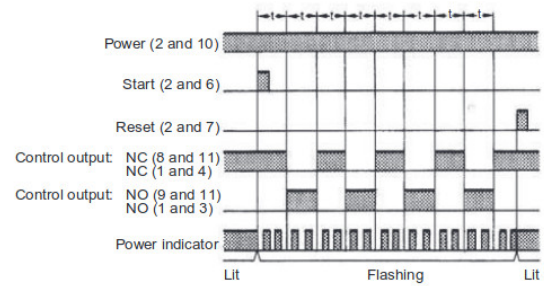 t t t t t t t t
Power (2 and 10)
Start (2 and 6)
Reset (2 and 7)
Control output: NC (8 and 11)
NC (1 and 4)
Control output: NO (9 and 11)
NO (1 and 3)
Power indicator
Lit Flashing Lit